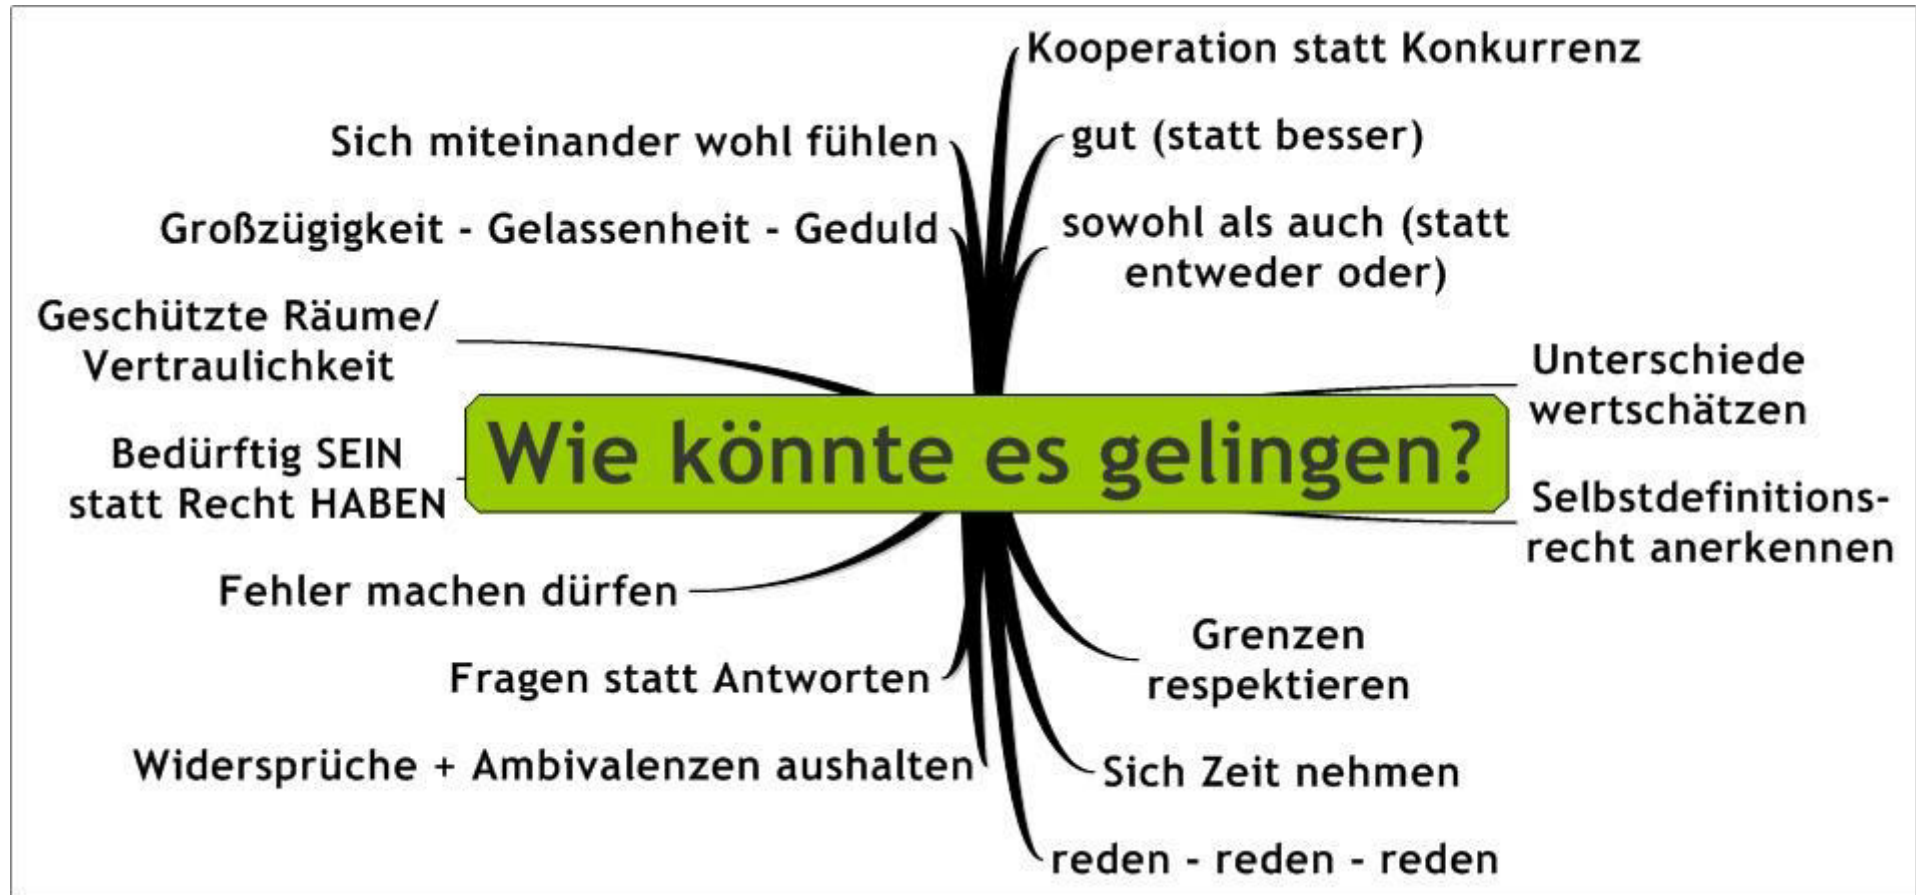 Wie könnte es gelingen?
Kooperation statt Konkurrenz
gut (statt besser)
sowohl als auch (statt
entweder oder)
Unterschiede
wertschätzen
Selbstdefinitions-
recht anerkennen
Grenzen
respektieren
Sich Zeit nehmen
reden - reden - reden
Widersprüche + Ambivalenzen aushalten
Fragen statt Antworten
Fehler machen dürfen
Bedürftig SEIN
statt Recht HABEN
Geschützte Räume/
Vertraulichkeit
Großzügigkeit - Gelassenheit - Geduld
Sich miteinander wohl fühlen